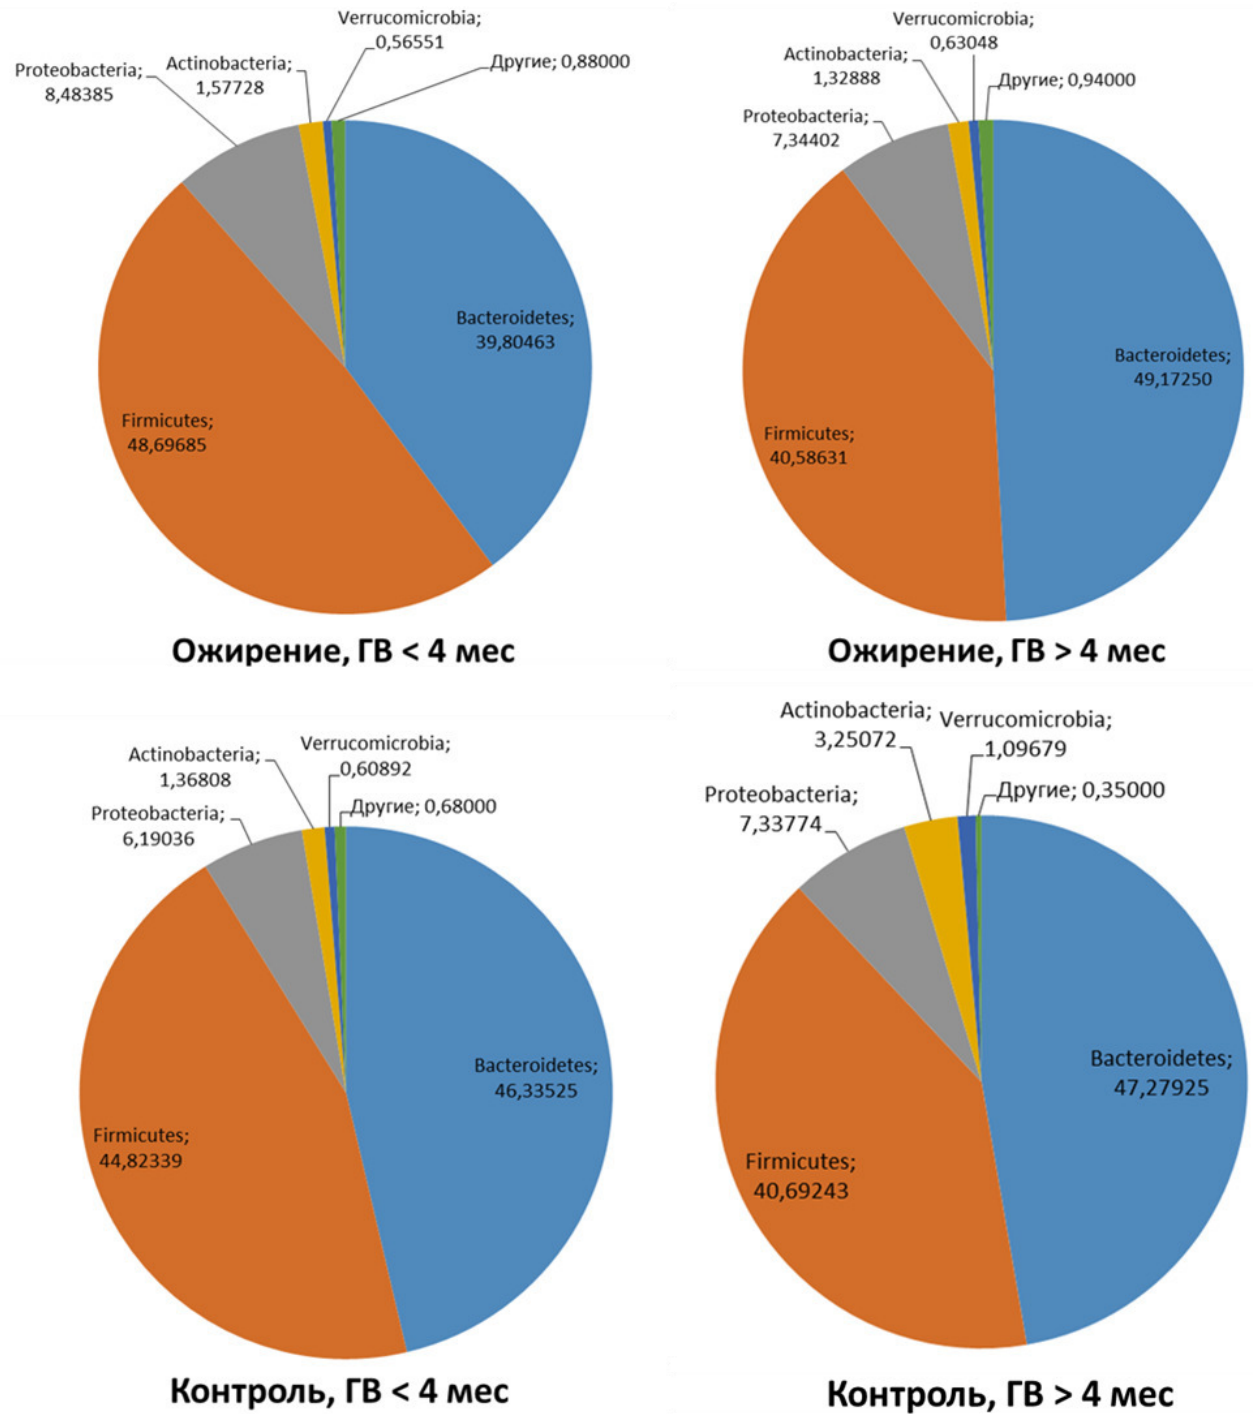 Verrucomicrobia;
0,56551
Другие; 0,88000
Actinobacteria;
1,57728
Proteobacteria;
8,48385
Bacteroidetes;
39,80463
Firmicutes;
48,69685
Ожирение, ГВ < 4 мес
Verrucomicrobia;
0,63048
Actinobacteria;
1,32888
Другие; 0,94000
Proteobacteria;
7,34402
Bacteroidetes;
49,17250
Firmicutes;
40,58631
Ожирение, ГВ > 4 мес
Verrucomicrobia;
0,60892
Actinobacteria;
1,36808
Другие; 0,68000
Proteobacteria;
6,19036
Bacteroidetes;
46,33525
Firmicutes;
44,82339
Контроль, ГВ < 4 мес
Actinobacteria;
3,25072
Verrucomicrobia;
1,09679
Другие; 0,35000
Proteobacteria;
7,33774
Bacteroidetes;
47,27925
Firmicutes;
40,69243
Контроль, ГВ > 4 мес